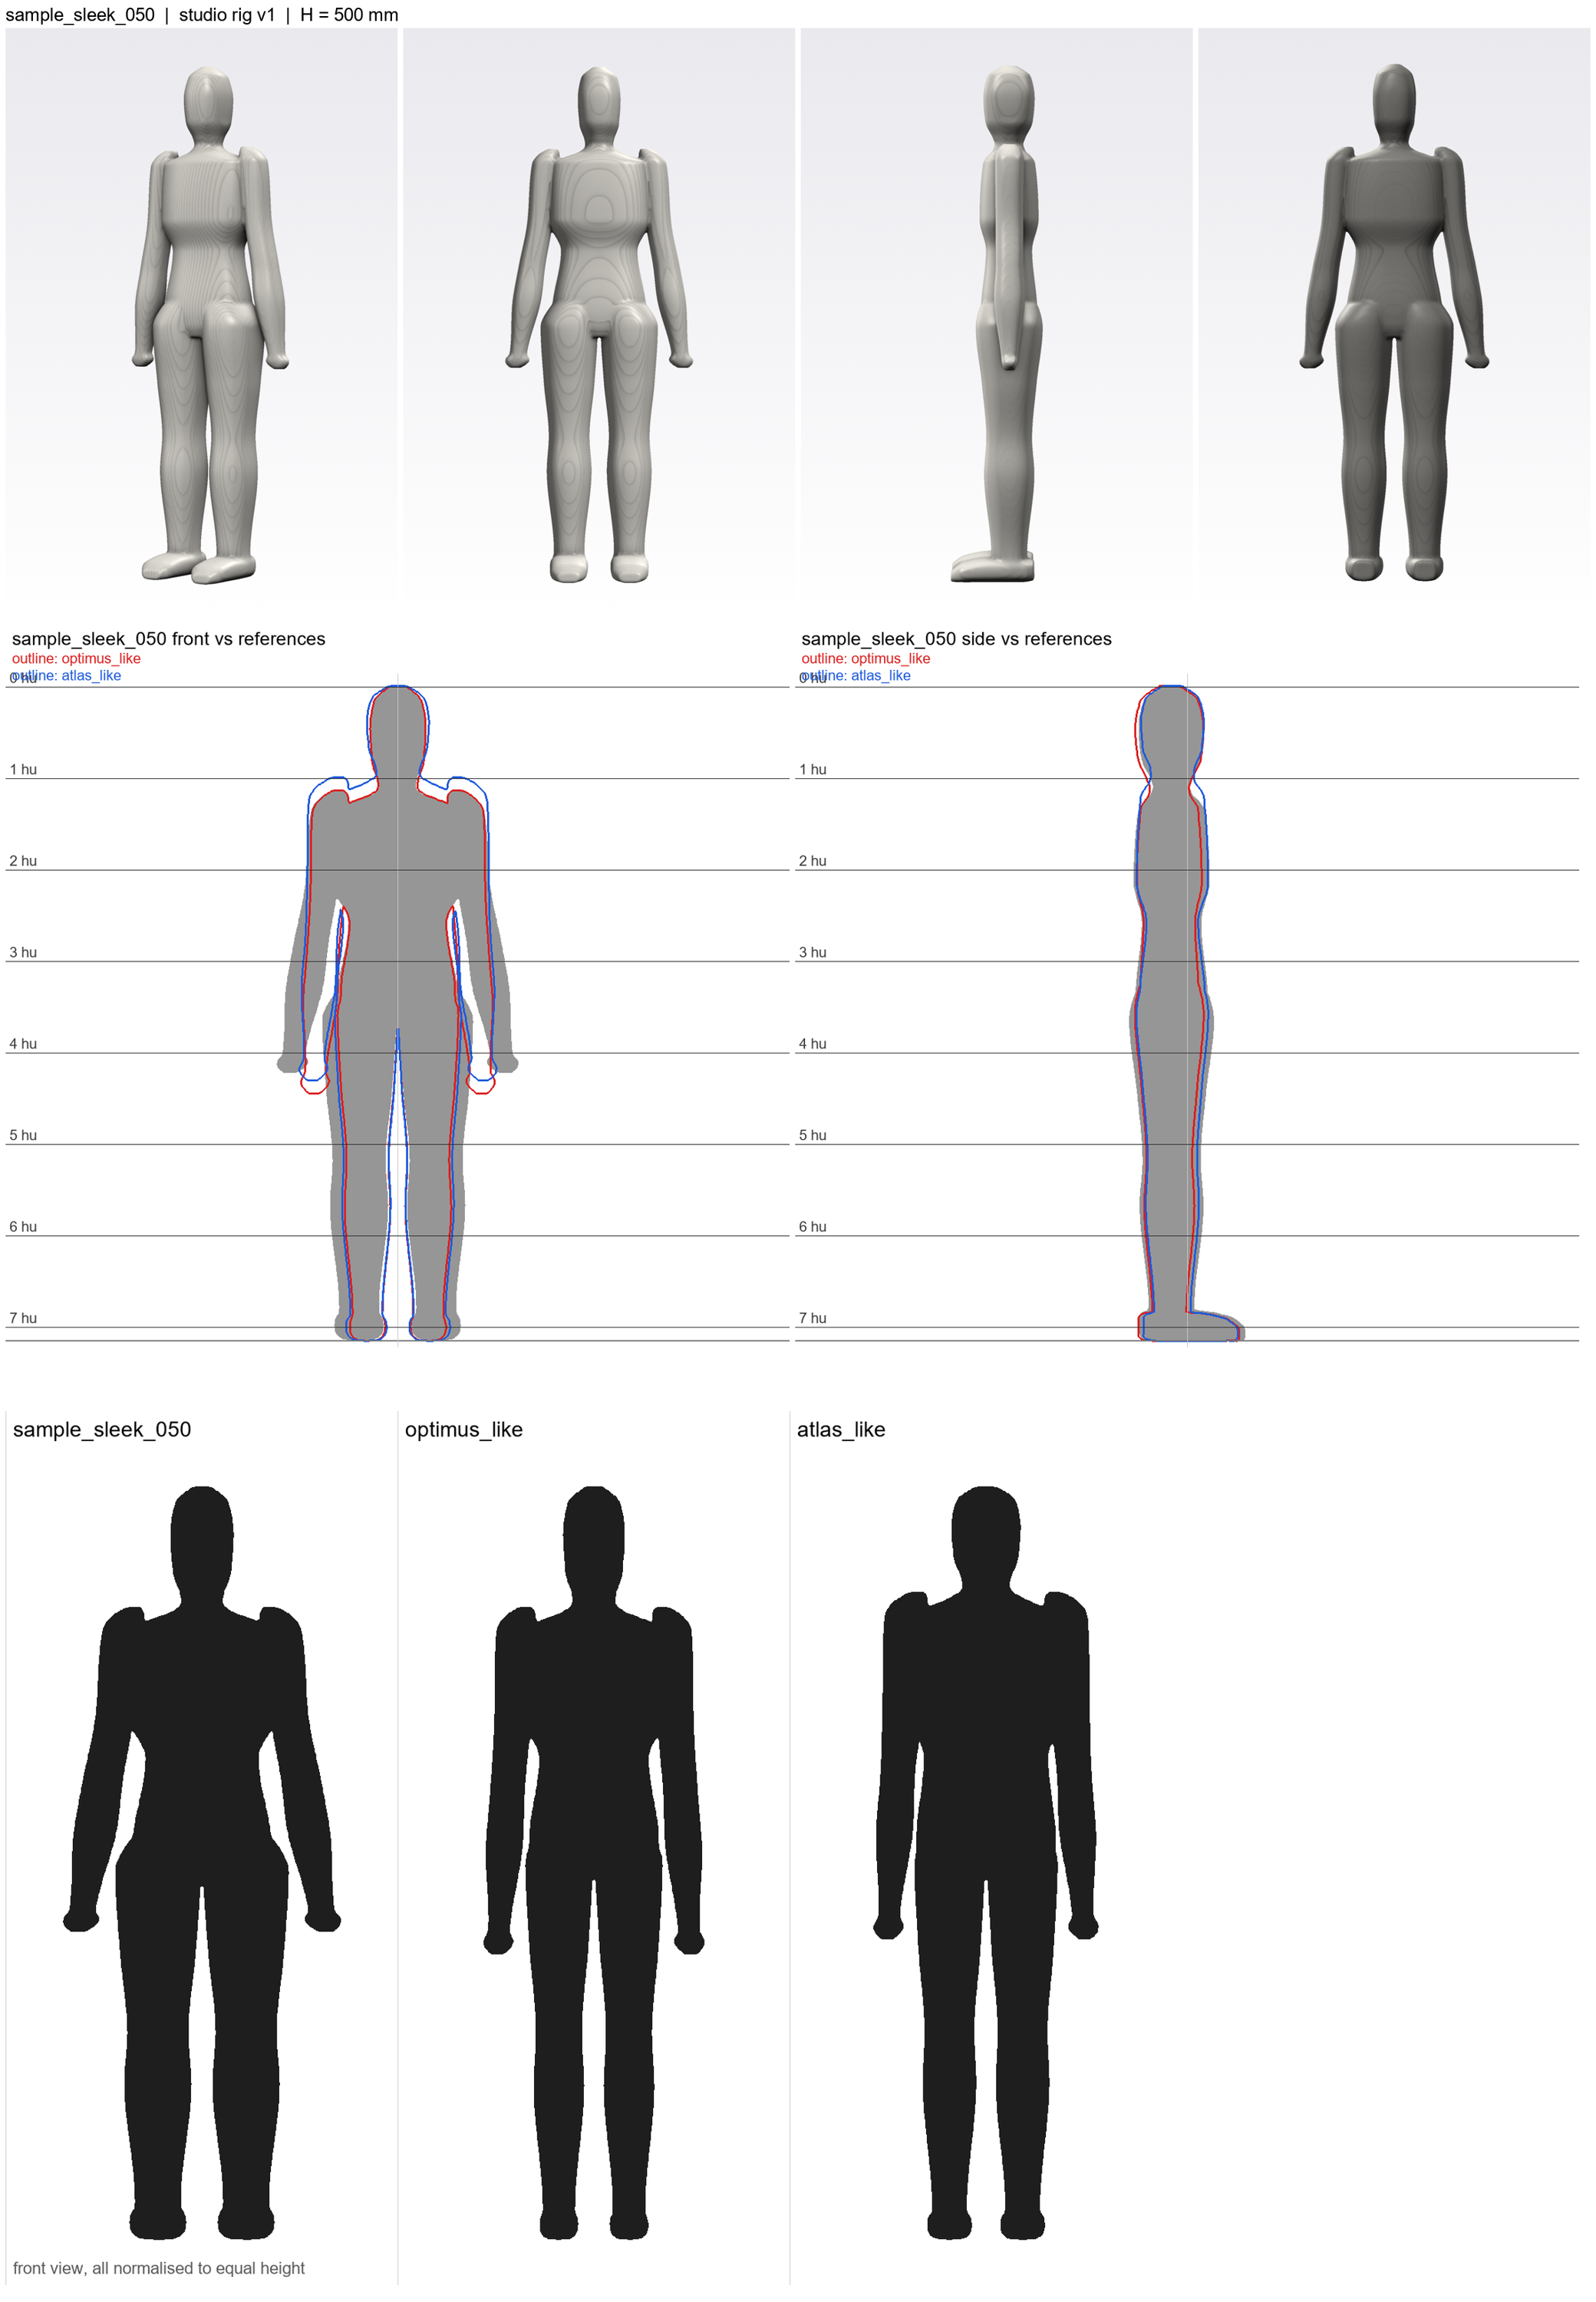 sample_sleek_050 | studio rig v1 | H = 500 mm
sample_sleek_050 front vs references
outline: optimus_like
outline: atlas_like
0 hu
1 hu
2 hu
3 hu
4 hu
5 hu
6 hu
7 hu
sample_sleek_050 side vs references
outline: optimus_like
outline: atlas_like
0 hu
1 hu
2 hu
3 hu
4 hu
5 hu
6 hu
7 hu
sample_sleek_050
optimus_like
atlas_like
front view, all normalised to equal height